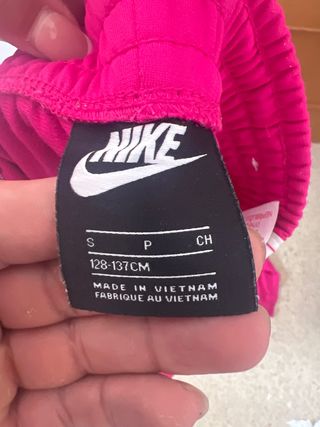 NIKE
S P CH
128-137CM
MADE IN VIETNAM
FABRIQUE AU VIETNAM